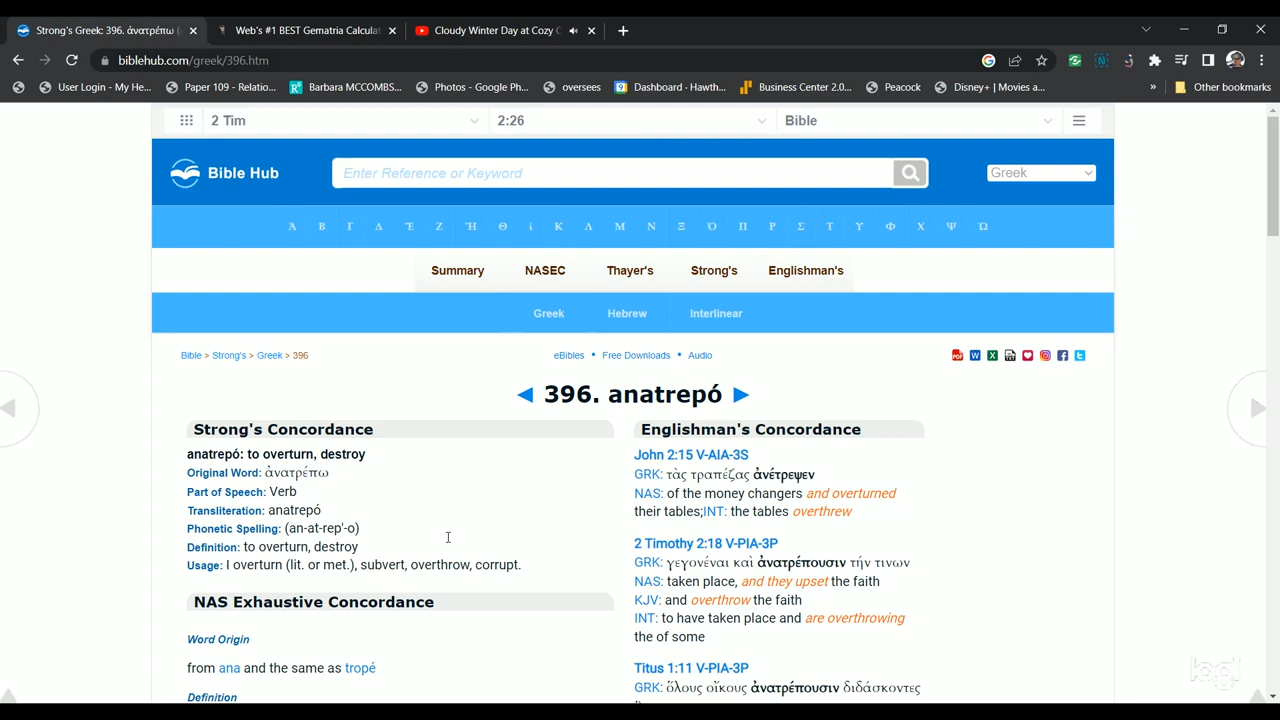 Strong's Greek: 396. ἀνατρέπω (
Web's #1 BEST Gematria Calculat
Cloudy Winter Day at Cozy C
biblehub.com/greek/396.htm
User Login - My He...
Paper 109 - Relatio...
Barbara MCCOMBS...
Photos - Google Ph...
oversees
Dashboard · Hawth...
Business Center 2.0...
Peacock
Disney+ | Movies a...
»
Other bookmarks
2 Tim
2:26
Bible
Bible Hub
Enter Reference or Keyword
Greek
Ἀ Β Γ Δ Ἐ Ζ Ἡ Θ ἰ Κ Λ Μ Ν Ξ Ὀ Π Ρ Σ Τ Υ Φ Χ Ψ Ὠ
Summary NASEC Thayer's Strong's Englishman's
Greek Hebrew Interlinear
Bible > Strong's > Greek > 396
eBibles • Free Downloads • Audio
◄ 396. anatrepó ►
Strong's Concordance
anatrepó: to overturn, destroy
Original Word: ἀνατρέπω
Part of Speech: Verb
Transliteration: anatrepó
Phonetic Spelling: (an-at-rep'-o)
Definition: to overturn, destroy
Usage: I overturn (lit. or met.), subvert, overthrow, corrupt.
NAS Exhaustive Concordance
Word Origin
from ana and the same as tropé
Definition
Englishman's Concordance
John 2:15 V-AIA-3S
GRK: τὰς τραπέζας ἀνέτρεψεν
NAS: of the money changers and overturned
their tables;INT: the tables overthrew
2 Timothy 2:18 V-PIA-3P
GRK: γεγονέναι καὶ ἀνατρέπουσιν τήν τινων
NAS: taken place, and they upset the faith
KJV: and overthrow the faith
INT: to have taken place and are overthrowing
the of some
Titus 1:11 V-PIA-3P
GRK: ὅλους οἴκους ἀνατρέπουσιν διδάσκοντες
logi